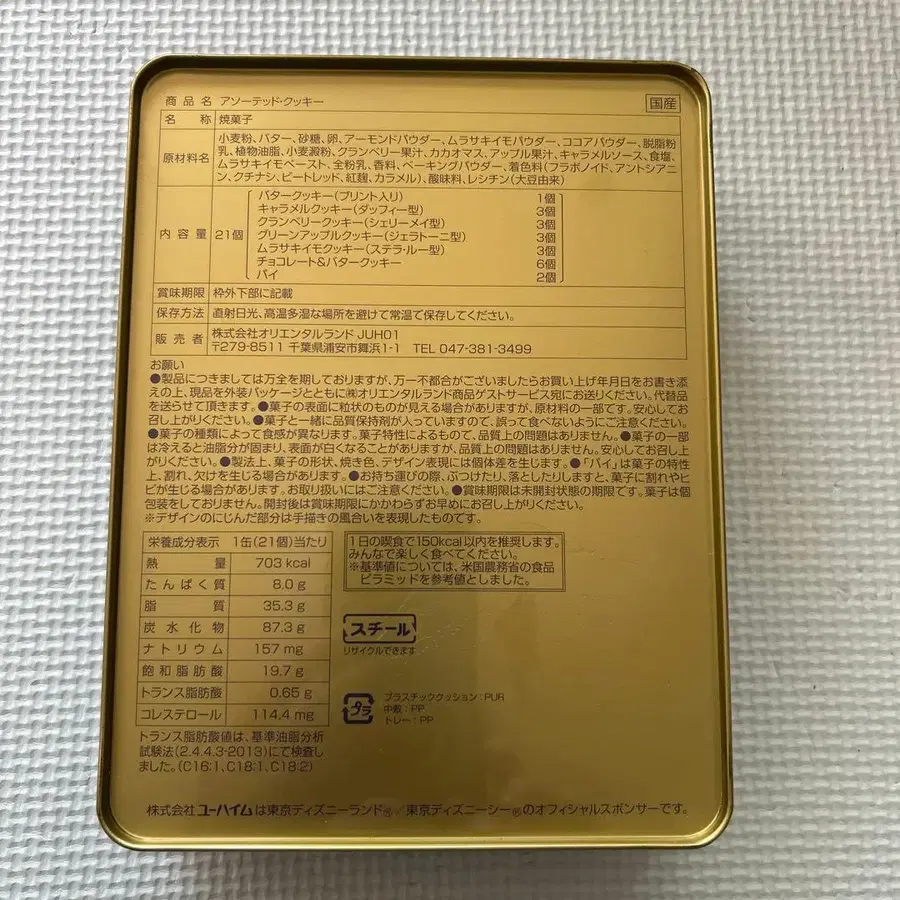 商品名 アソーテッド・クッキー 国産
名称 焼菓子
原材料名 小麦粉、バター、砂糖、卵、アーモンドパウダー、ムラサキイモパウダー、ココアパウダー、脱脂粉
乳、植物油脂、小麦澱粉、クランベリー果汁、カカオマス、アップル果汁、キャラメルソース、食塩、
ムラサキイモペースト、全粉乳、香料、ベーキングパウダー、着色料(フラボノイド、アントシアニ
ン、クチナシ、ビートレッド、紅麹、カラメル)、酸味料、レシチン(大豆由来)
内容量 21個
バタークッキー(プリント入り) 1個
キャラメルクッキー(ダッフィー型) 3個
クランベリークッキー(シェリーメイ型) 3個
グリーンアップルクッキー(ジェラトーニ型) 3個
ムラサキイモクッキー(ステラ・ルー型) 3個
チョコレート&バタークッキー 6個
パイ 2個
賞味期限 枠外下部に記載
保存方法 直射日光、高温多湿な場所を避けて常温で保存してください。
販売者 株式会社オリエンタルランド JUH01
〒279-8511 千葉県浦安市舞浜1-1 TEL 047-381-3499
お願い
●製品につきましては万全を期しておりますが、万一不都合がございましたらお買い上げ年月日をお書き添
えの上、現品を外装パッケージとともに㈱オリエンタルランド商品ゲストサービス宛にお送りください。代替品
を送らせて頂きます。●菓子の表面に粒状のものが見える場合がありますが、原材料の一部です。安心してお
召し上がりください。●菓子と一緒に品質保持剤が入っていますので、誤って食べないようにご注意ください。
●菓子の種類によって食感が異なります。菓子特性によるもので、品質上の問題はありません。●菓子の一部
は冷えると油脂分が固まり、表面が白くなることがありますが、品質上の問題はありません。安心してお召し上
がりください。●製法上、菓子の形状、焼き色、デザイン表現には個体差を生じます。●「パイ」は菓子の特性
上、割れ、欠けを生じる場合があります。●お持ち運びの際、ぶつけたり、落としたりしますと、菓子に割れやヒ
ビが生じる場合があります。お取り扱いにはご注意ください。●賞味期限は未開封状態の期限です。菓子は個
包装をしておりません。開封後は賞味期限にかかわらずお早めにお召し上がりください。
※デザインのにじんだ部分は手描きの風合いを表現したものです。
栄養成分表示 1缶(21個)当たり
熱量 703 kcal
たんぱく質 8.0 g
脂質 35.3 g
炭水化物 87.3 g
ナトリウム 157 mg
飽和脂肪酸 19.7 g
トランス脂肪酸 0.65 g
コレステロール 114.4 mg
トランス脂肪酸値は、基準油脂分析
試験法(2.4.4.3-2013)にて検査し
ました。(C16:1、C18:1、C18:2)
1日の喫食で150kcal以内を推奨します。
みんなで楽しく食べてください。
※基準値については、米国農務省の食品
ピラミッドを参考値としました。
スチール
リサイクルできます
プラ
プラスチッククッション:PUR
中敷:PP
トレー:PP
株式会社 ユーハイムは東京ディズニーランド®/東京ディズニーシー®のオフィシャルスポンサーです。